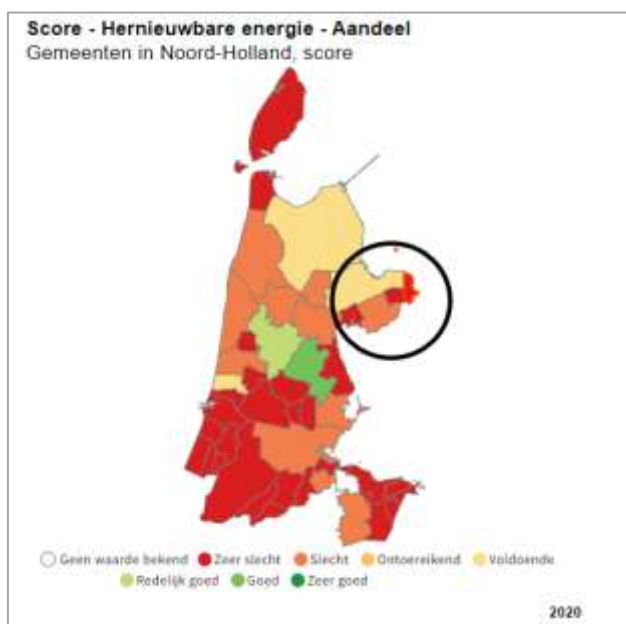 Score - Hernieuwbare energie - Aandeel
Gemeenten in Noord-Holland, score
Geen waarde bekend Zeer slecht Slecht Ontoereikend Voldoende
Redelijk goed Goed Zeer goed
2020